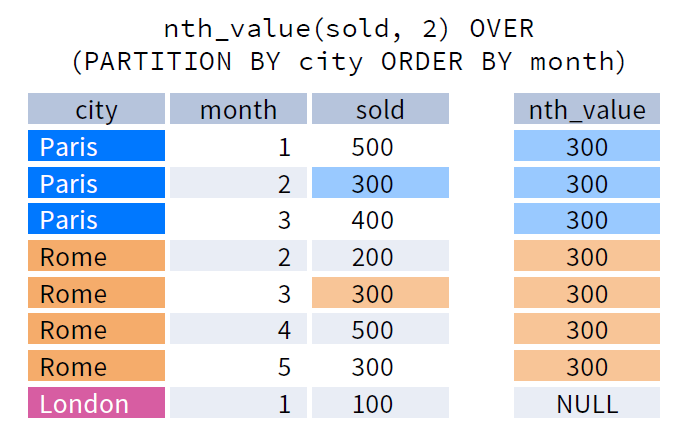 nth_value(sold, 2) OVER
(PARTITION BY city ORDER BY month)
city month sold nth_value
Paris 1 500 300
Paris 2 300 300
Paris 3 400 300
Rome 2 200 300
Rome 3 300 300
Rome 4 500 300
Rome 5 300 300
London 1 100 NULL